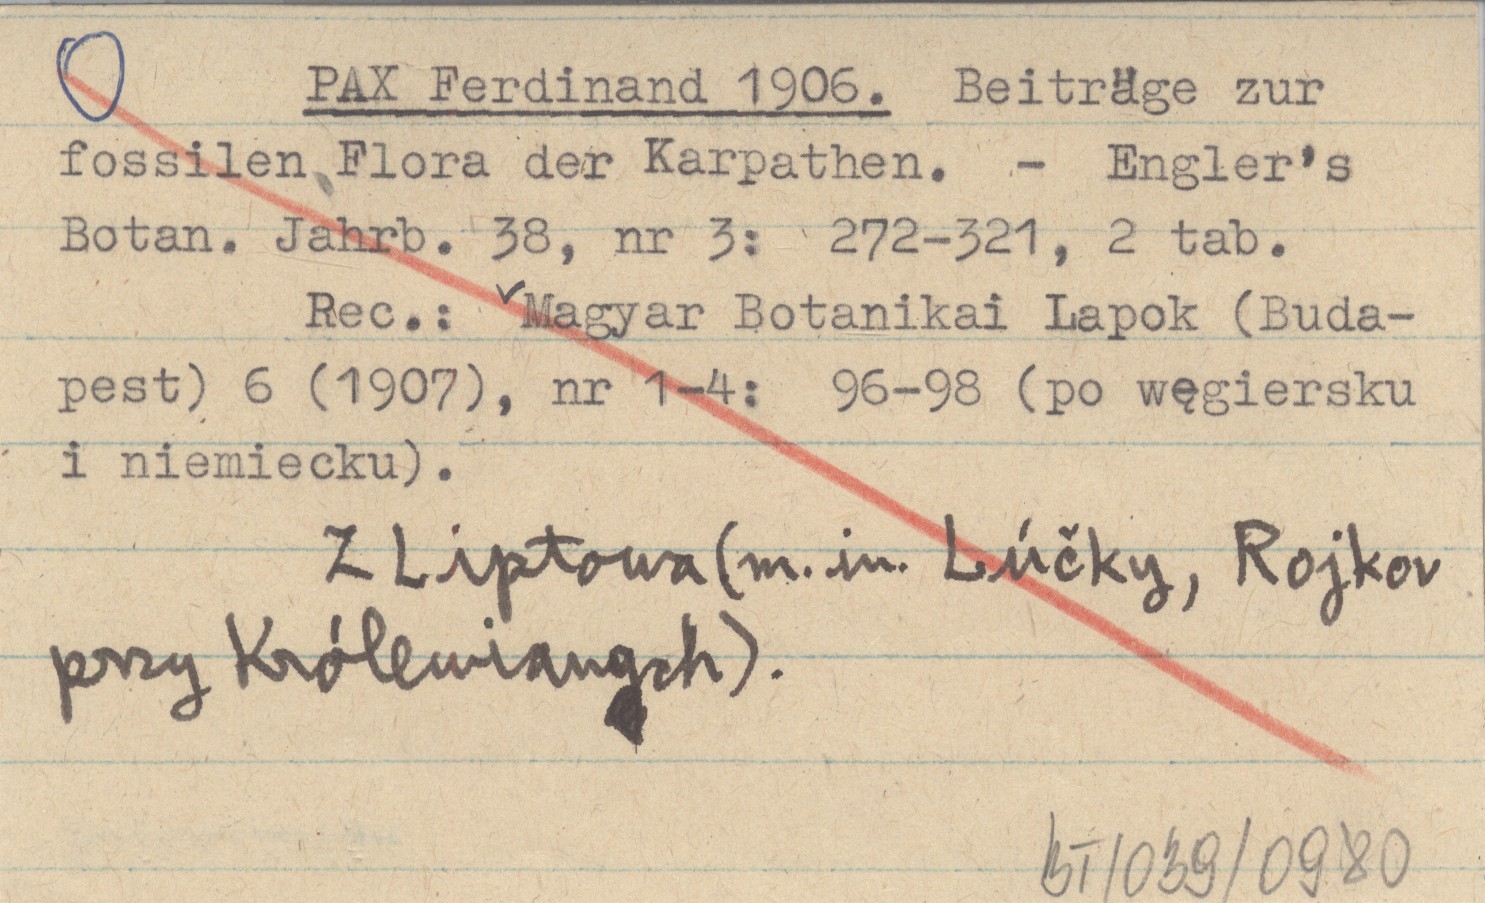 PAX Ferdinand 1906. Beiträge zur
fossilen Flora der Karpathen. - Engler's
Botan. Jahrb. 38, nr 3: 272-321, 2 tab.
Rec.: Magyar Botanikai Lapok (Buda-
pest) 6 (1907), nr 1-4: 96-98 (po węgiersku
i niemiecku).
Z Liptowa (m.in. Lúčky, Rojkov
przy Królewianych).
BT/039/0980